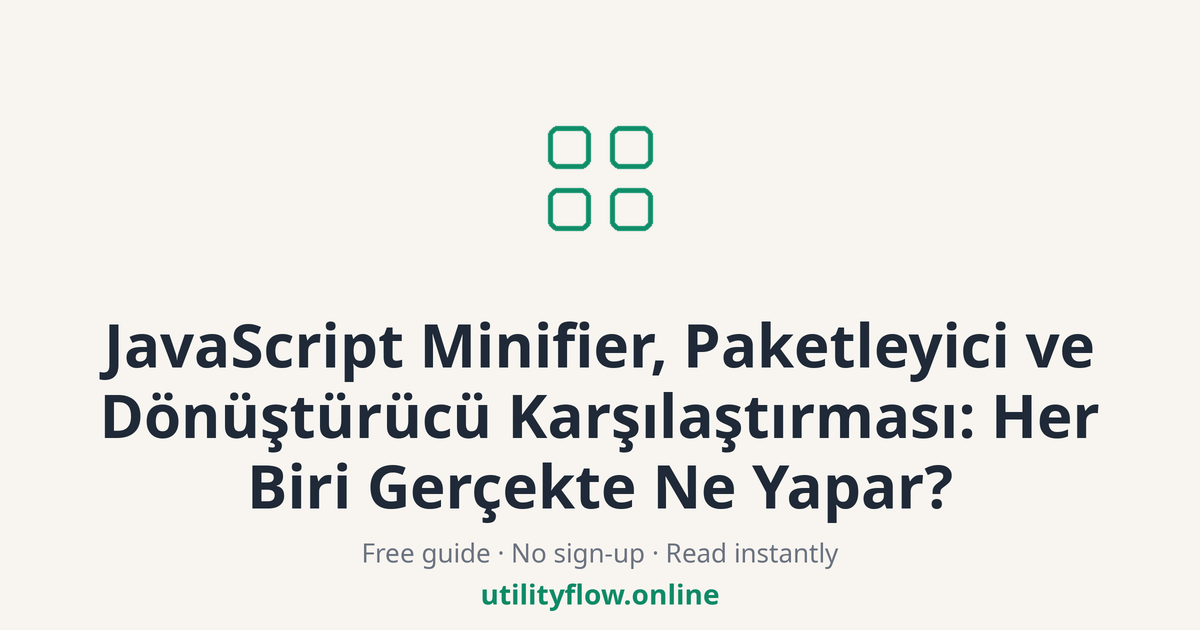 JavaScript Minifier, Paketleyici ve
Dönüştürücü Karşılaştırması: Her
Biri Gerçekte Ne Yapar?
Free guide · No sign-up · Read instantly
utilityflow.online